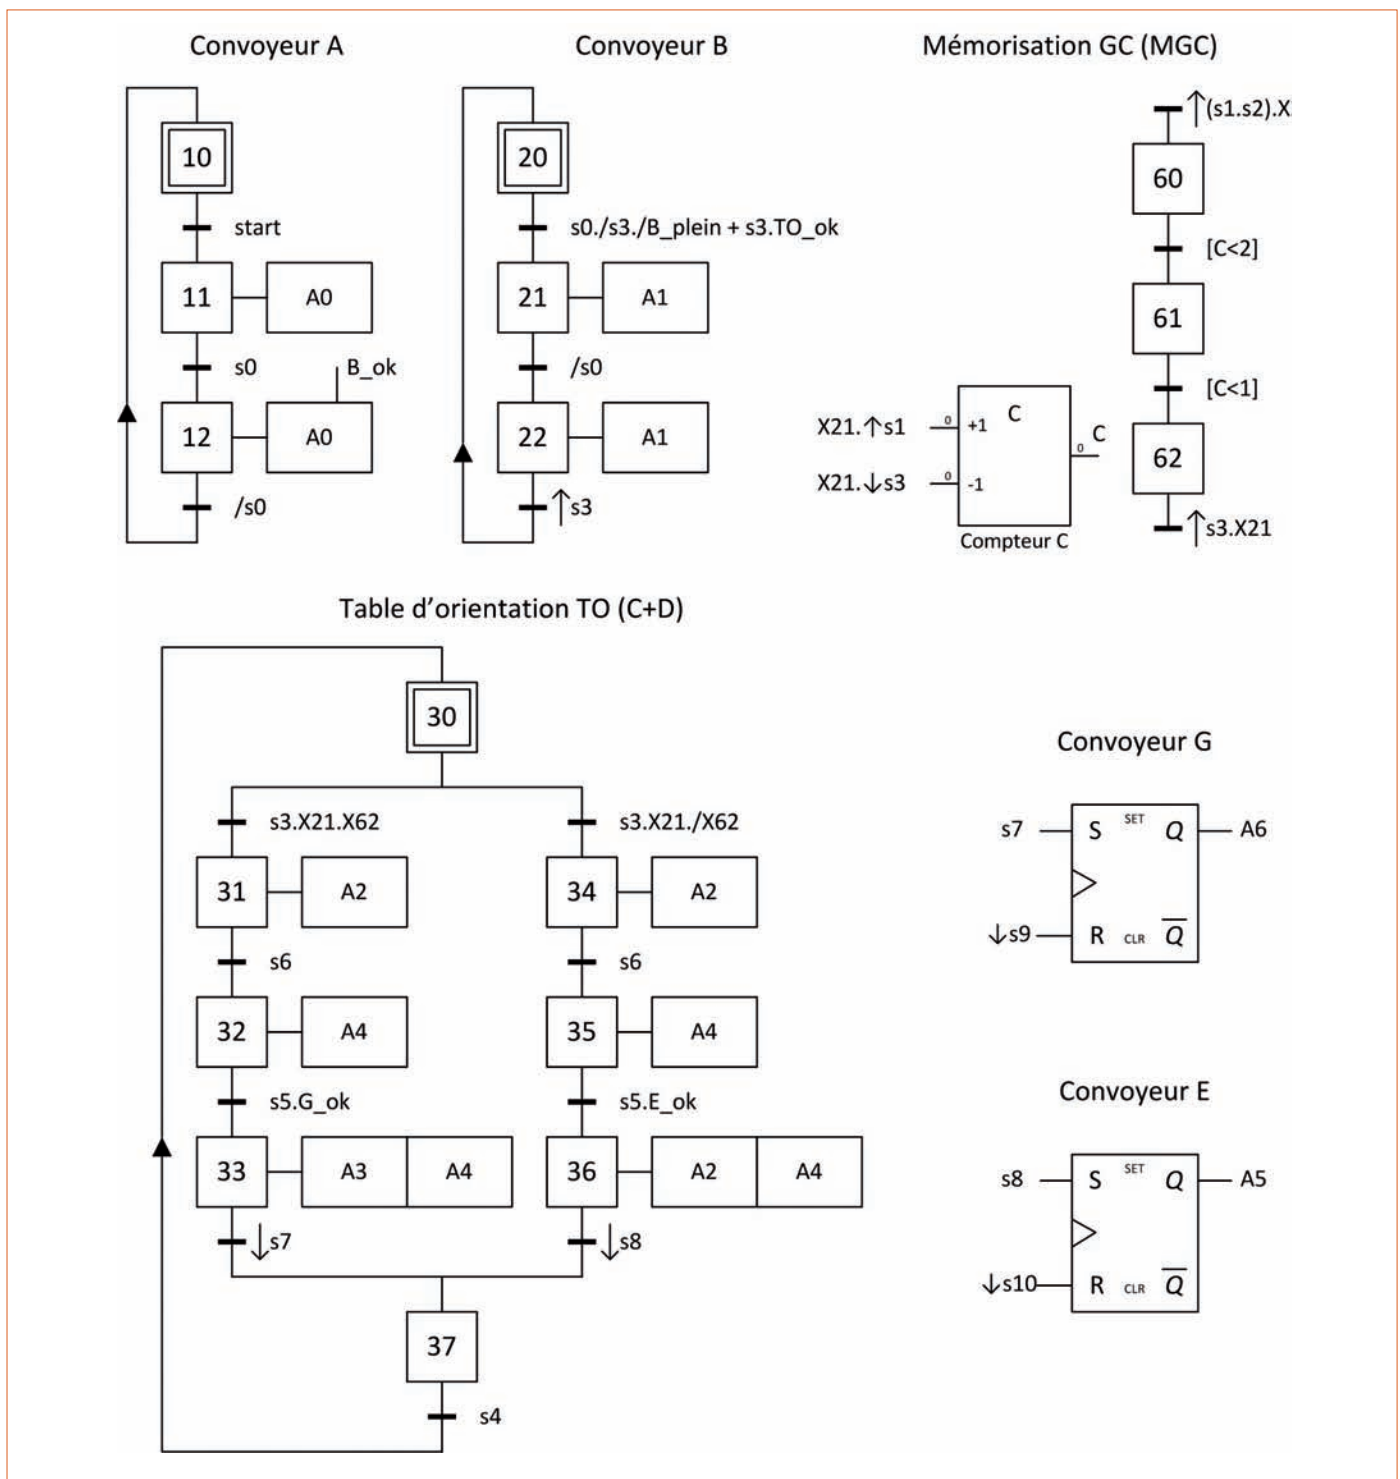 Convoyeur A
10
start
11
A0
s0
B_ok
12
A0
/s0
Convoyeur B
20
s0./s3./B_plein + s3.TO_ok
21
A1
/s0
22
A1
↑s3
Mémorisation GC (MGC)
↑(s1.s2).X
60
[C<2]
61
[C<1]
62
↑s3.X21
X21.↑s1
0
+1
C
0
C
X21.↓s3
0
-1
Compteur C
Table d'orientation TO (C+D)
30
s3.X21.X62
s3.X21./X62
31
A2
34
A2
s6
s6
32
A4
35
A4
s5.G_ok
s5.E_ok
33
A3
A4
36
A2
A4
↓s7
↓s8
37
s4
Convoyeur G
s7
S
SET
Q
A6
↓s9
R
CLR
Q̅
Convoyeur E
s8
S
SET
Q
A5
↓s10
R
CLR
Q̅